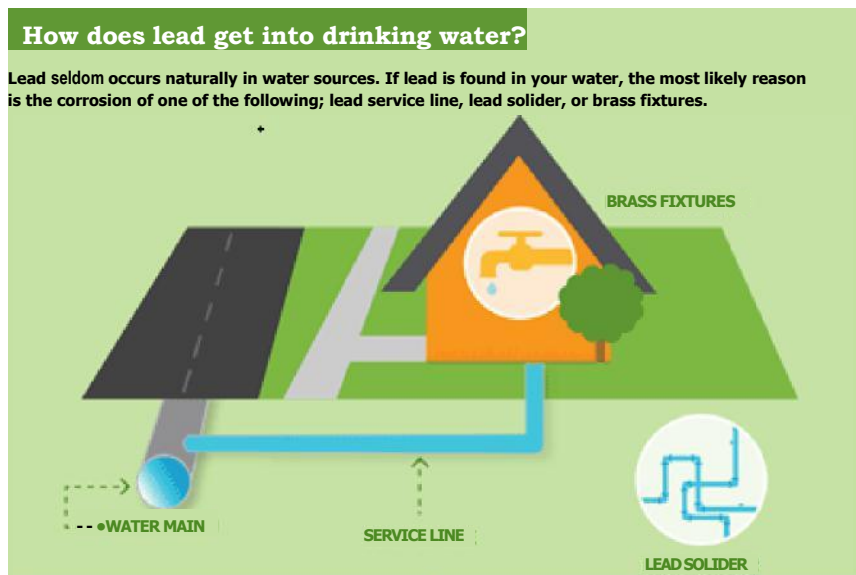 How does lead get into drinking water?
Lead seldom occurs naturally in water sources. If lead is found in your water, the most likely reason
is the corrosion of one of the following; lead service line, lead solider, or brass fixtures.
BRASS FIXTURES
WATER MAIN
SERVICE LINE
LEAD SOLIDER